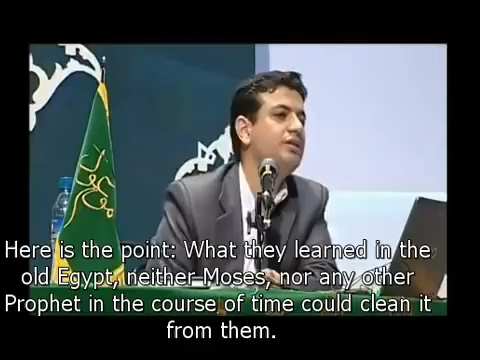 Here is the point: What they learned in the
old Egypt, neither Moses, nor any other
Prophet in the course of time could clean it
from them.